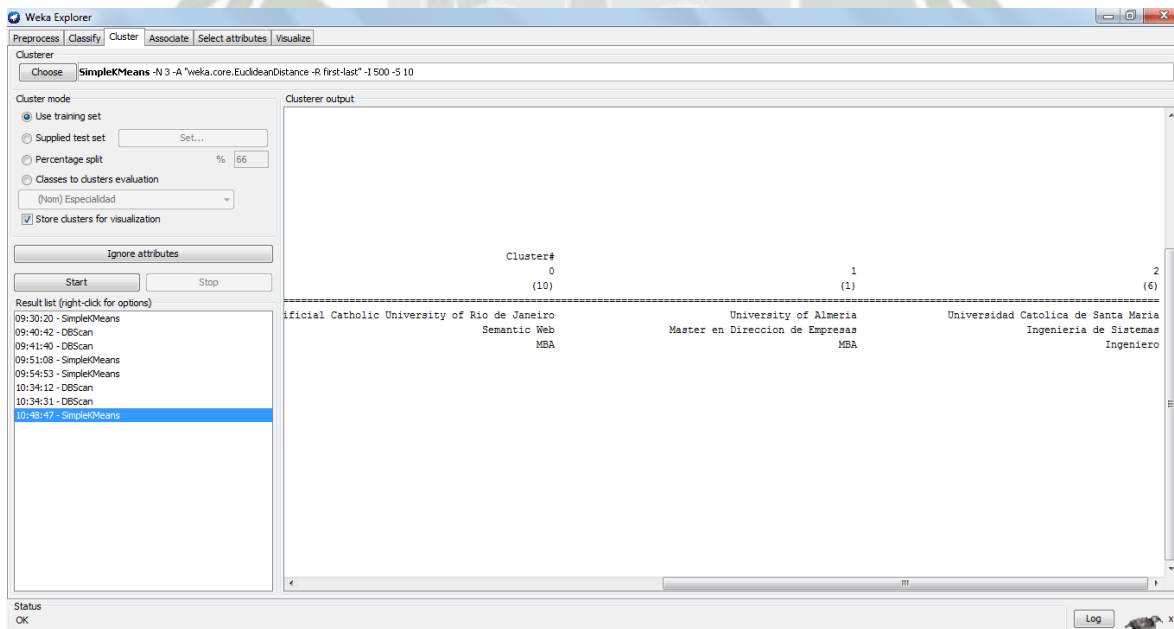 Weka Explorer
Preprocess Classify Cluster Associate Select attributes Visualize
Clusterer
Choose SimpleKMeans -N 3 -A "weka.core.EuclideanDistance -R first-last" -I 500 -S 10
Cluster mode
Use training set
Supplied test set Set...
Percentage split % 66
Classes to clusters evaluation
(Nom) Especialidad
Store clusters for visualization
Ignore attributes
Start Stop
Result list (right-click for options)
09:30:20 - SimpleKMeans
09:40:42 - DBScan
09:41:40 - DBScan
09:51:08 - SimpleKMeans
09:54:53 - SimpleKMeans
10:34:12 - DBScan
10:34:31 - DBScan
10:48:47 - SimpleKMeans
Clusterer output
Cluster#
0 1 2
(10) (1) (6)
==========================================================================================
ificial Catholic University of Rio de Janeiro University of Almeria Universidad Catolica de Santa Maria
Semantic Web Master en Direccion de Empresas Ingenieria de Sistemas
MBA MBA Ingeniero
Status
OK
Log
x